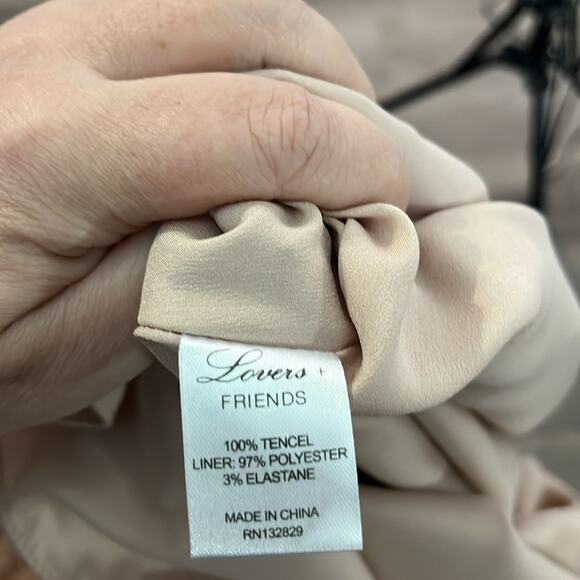 Lovers +
FRIENDS
100% TENCEL
LINER: 97% POLYESTER
3% ELASTANE
MADE IN CHINA
RN132829